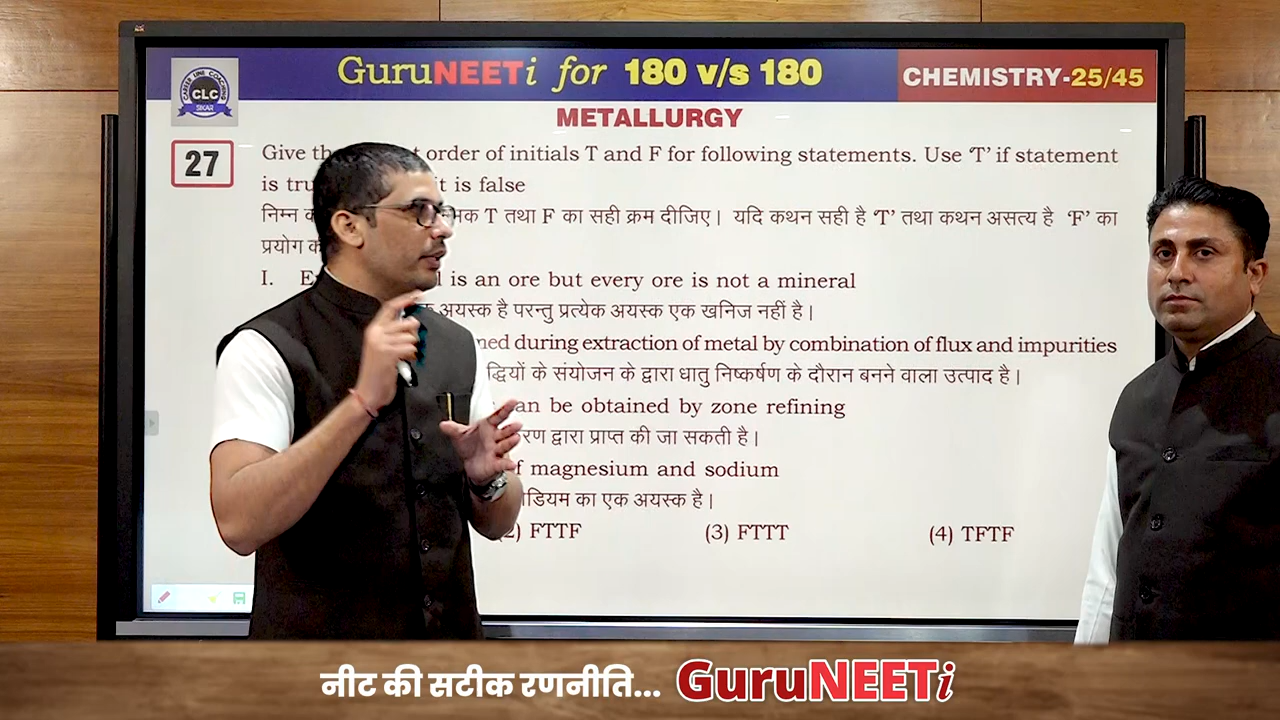 GuruNEETi for 180 v/s 180
CHEMISTRY-25/45
CLC
SIKAR
METALLURGY
27
Give th order of initials T and F for following statements. Use ‘T’ if statement
is tru it is false
निम्न T तथा F का सही क्रम दीजिए। यदि कथन सही है ‘T’ तथा कथन असत्य है ‘F’ का
प्रयोग
I. is an ore but every ore is not a mineral
अयस्क है परन्तु प्रत्येक अयस्क एक खनिज नहीं है।
during extraction of metal by combination of flux and impurities
के संयोजन के द्वारा धातु निष्कर्षण के दौरान बनने वाला उत्पाद है।
an be obtained by zone refining
द्वारा प्राप्त की जा सकती है।
of magnesium and sodium
का एक अयस्क है।
(2) FTTF (3) FTTT (4) TFTF
नीट की सटीक रणनीति... GuruNEETi